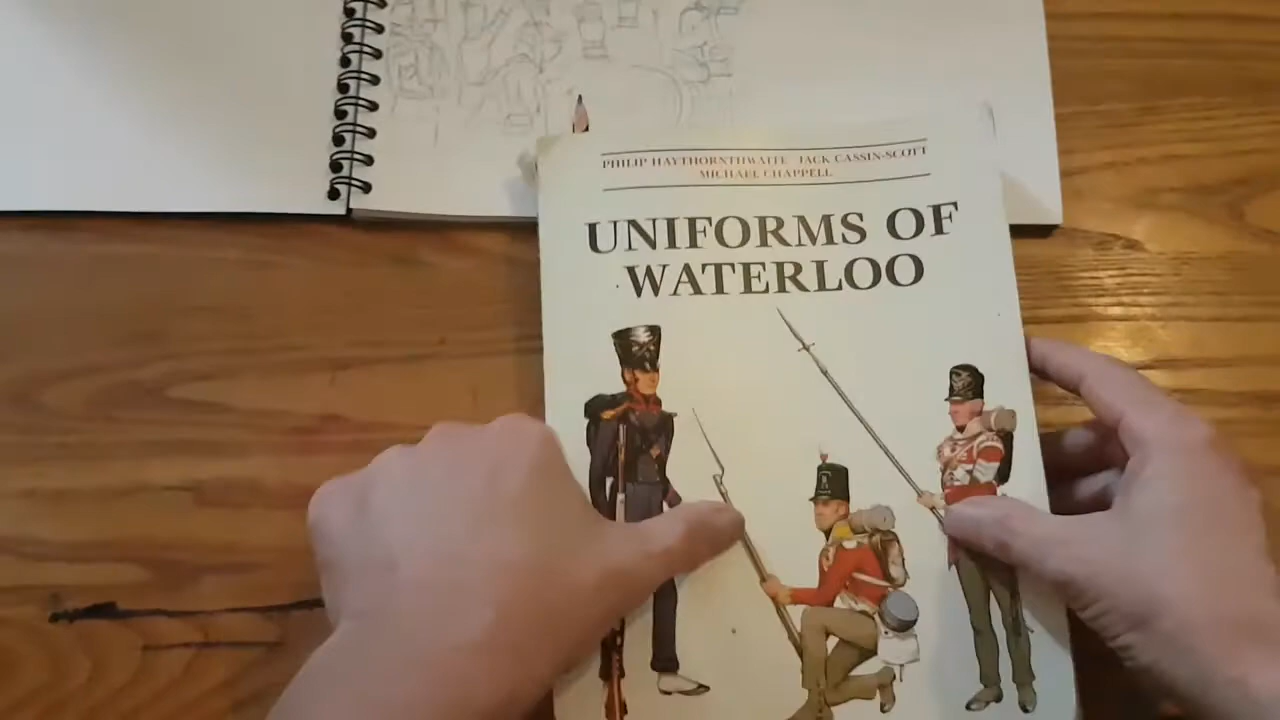 PHILIP HAYTHORNTHWAITE JACK CASSIN-SCOTT
MICHAEL CHAPPELL
UNIFORMS OF
WATERLOO